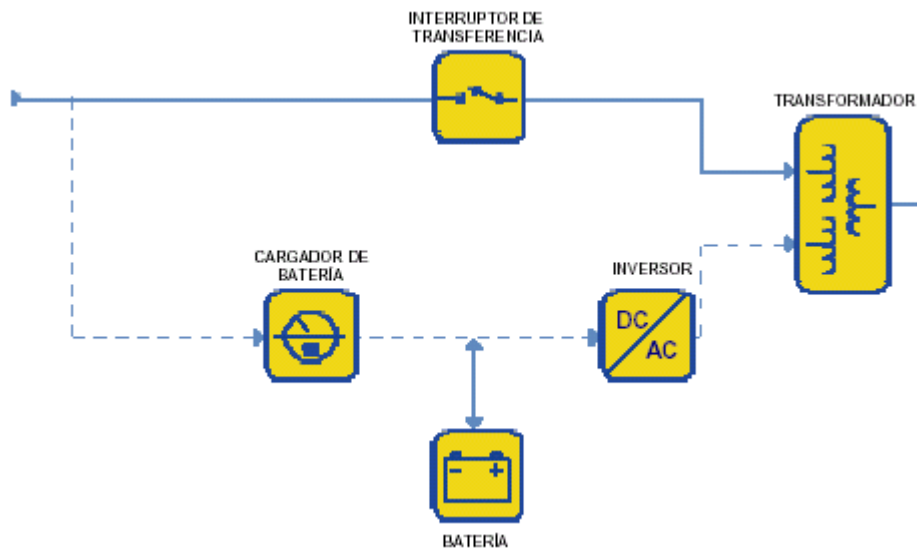 INTERRUPTOR DE
TRANSFERENCIA
TRANSFORMADOR
CARGADOR DE
BATERÍA
INVERSOR
DC
AC
BATERÍA